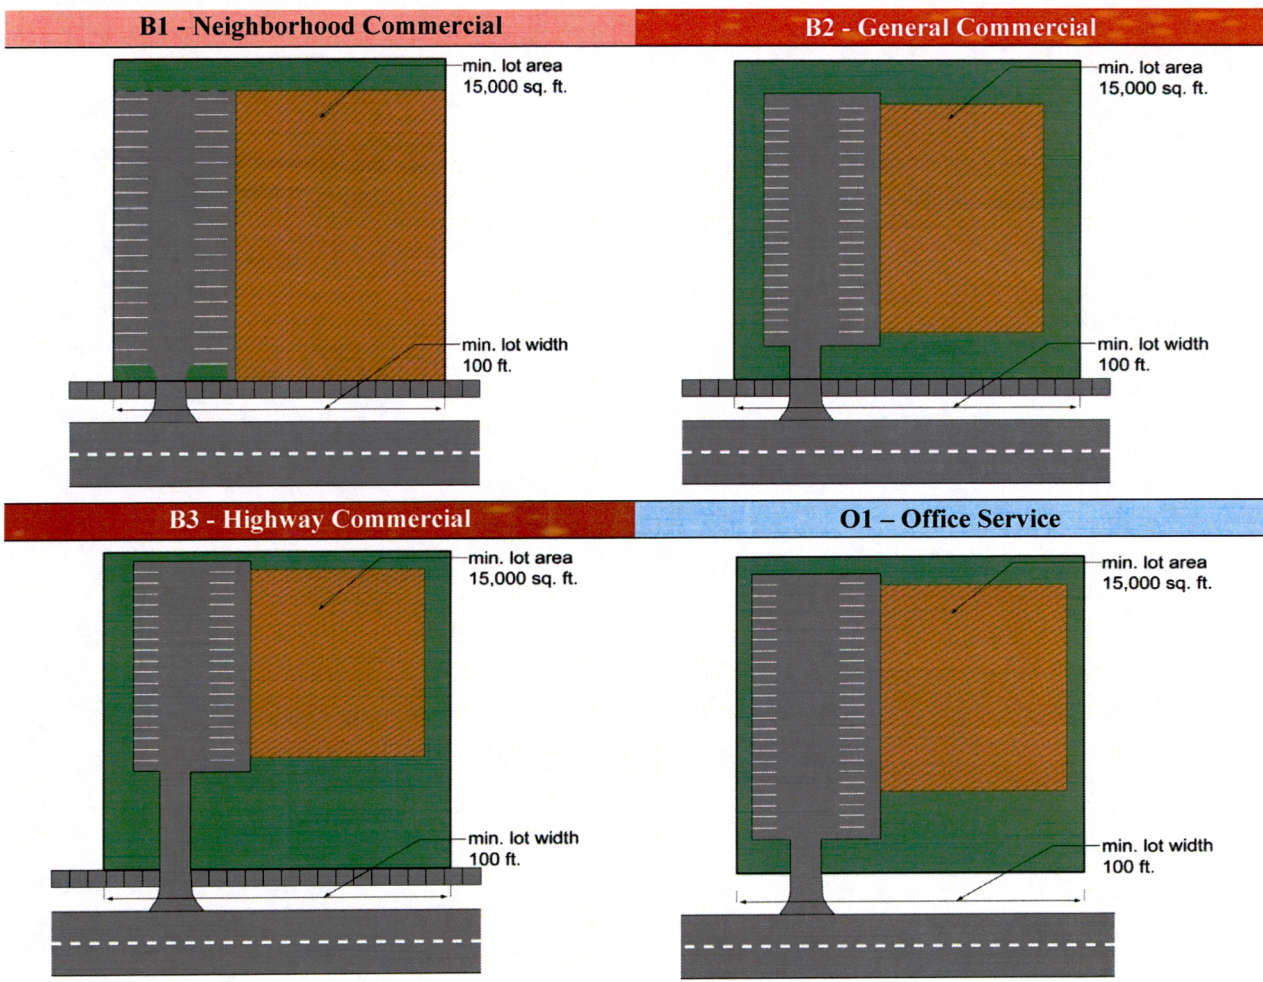 B1 - Neighborhood Commercial
min. lot area
15,000 sq. ft.
min. lot width
100 ft.
B2 - General Commercial
min. lot area
15,000 sq. ft.
min. lot width
100 ft.
B3 - Highway Commercial
min. lot area
15,000 sq. ft.
min. lot width
100 ft.
O1 – Office Service
min. lot area
15,000 sq. ft.
min. lot width
100 ft.